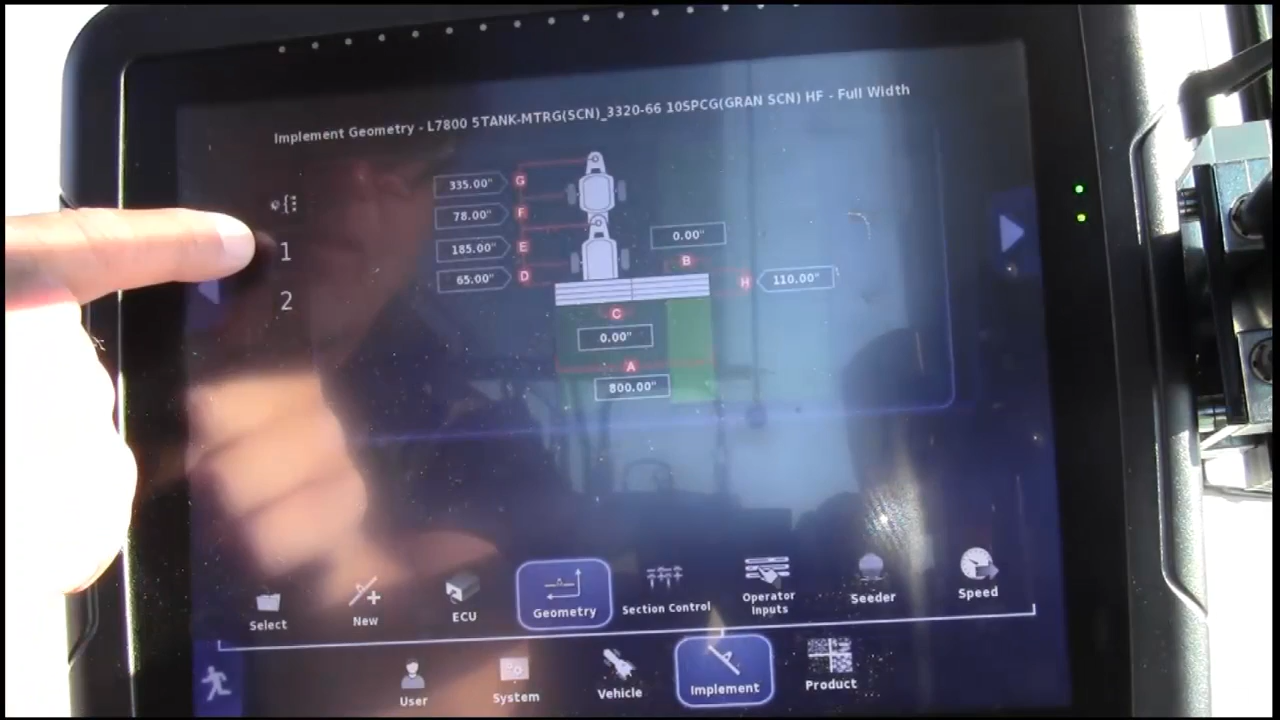 Implement Geometry - L7800 5TANK-MTRG(SCN)_3320-66 10SPCG(GRAN SCN) HF - Full Width
335.00" G
78.00" F
0.00"
1
185.00" E
B
65.00" D
H 110.00"
2
C
0.00"
A
800.00"
Select
New
ECU
Geometry
Section Control
Operator
Inputs
Seeder
Speed
User
System
Vehicle
Implement
Product